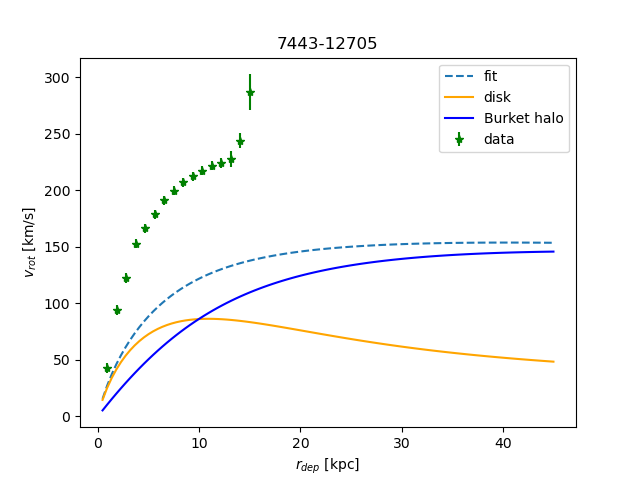 7443-12705
300
250
200
150
100
50
0
v_rot [km/s]
fit
disk
Burket halo
data
0 10 20 30 40
r_dep [kpc]